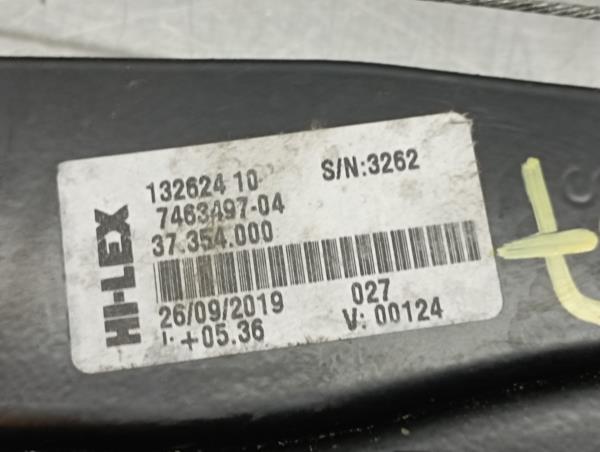 HI-LEX
132624 10 S/N:3262
7463497-04
37.354.000
26/09/2019 027
+05.36 V: 00124